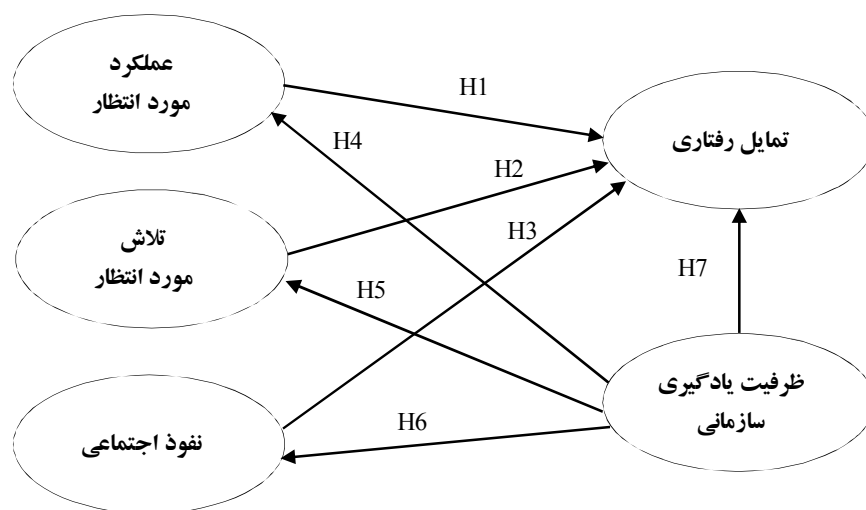 عملکرد
مورد انتظار
H1
تمایل رفتاری
H4
H2
تلاش
مورد انتظار
H3
H7
H5
ظرفیت یادگیری
سازمانی
نفوذ اجتماعی
H6